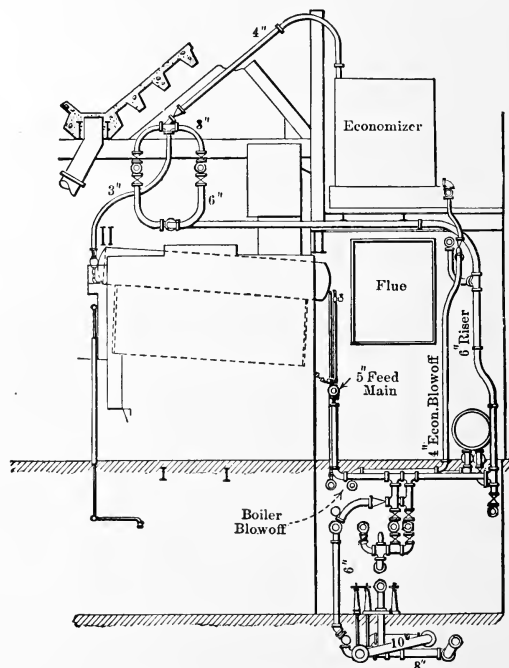 4"
Economizer
8"
3"
6"
Flue
3
5" Feed
Main
6" Riser
4" Econ. Blowoff
Boiler
Blowoff
6"
10"
8"